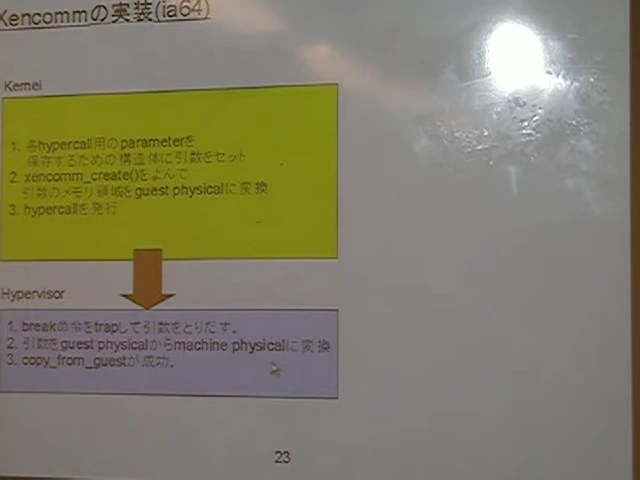 Xencommの実装(ia64)
Kernel
1. 各hypercall用のparameterを
保存するための構造体に引数をセット
2. xencomm_create()をよんで
引数のメモリ領域をguest physicalに変換
3. hypercallを発行
Hypervisor
1. break命令をtrapして引数をとりだす。
2. 引数をguest physicalからmachine physicalに変換
3. copy_from_guestが成功。
23